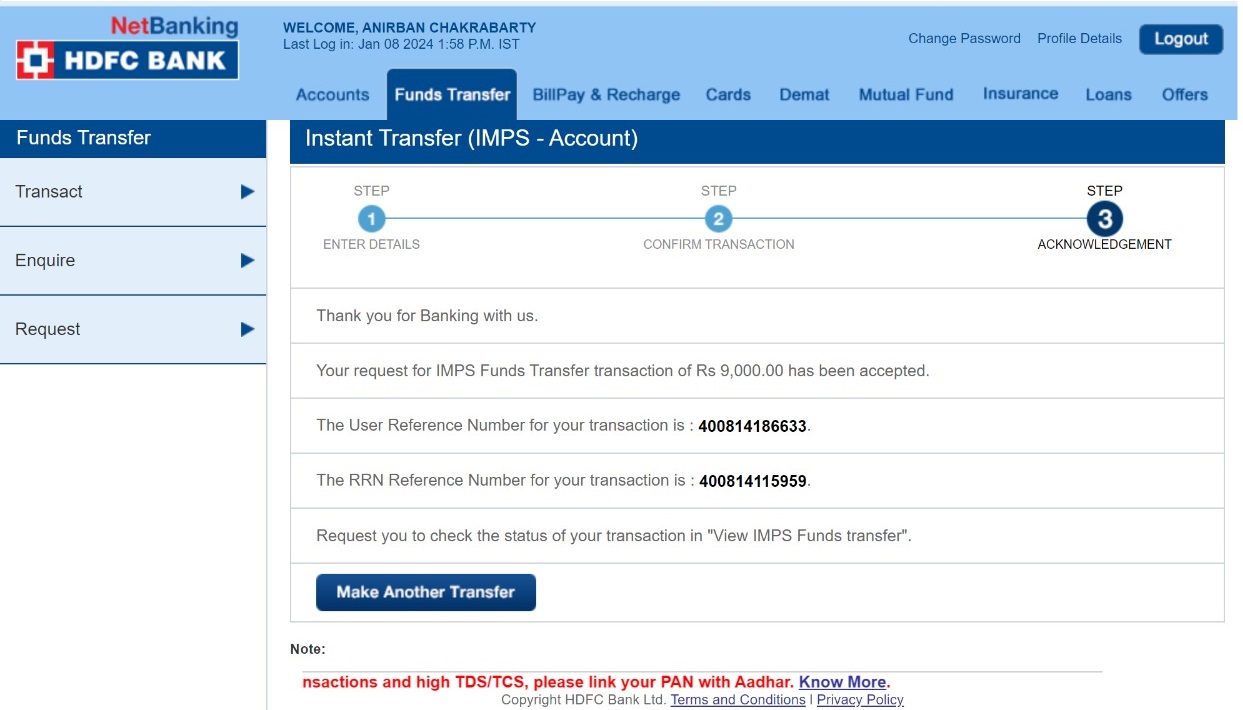 NetBanking
HDFC BANK
WELCOME, ANIRBAN CHAKRABARTY
Last Log in: Jan 08 2024 1:58 P.M. IST
Change Password Profile Details Logout
Accounts Funds Transfer BillPay & Recharge Cards Demat Mutual Fund Insurance Loans Offers
Funds Transfer
Transact
Enquire
Request
Instant Transfer (IMPS - Account)
STEP STEP STEP
1 2 3
ENTER DETAILS CONFIRM TRANSACTION ACKNOWLEDGEMENT
Thank you for Banking with us.
Your request for IMPS Funds Transfer transaction of Rs 9,000.00 has been accepted.
The User Reference Number for your transaction is : 400814186633.
The RRN Reference Number for your transaction is : 400814115959.
Request you to check the status of your transaction in "View IMPS Funds transfer".
Make Another Transfer
Note:
nsactions and high TDS/TCS, please link your PAN with Aadhar. Know More.
Copyright HDFC Bank Ltd. Terms and Conditions | Privacy Policy